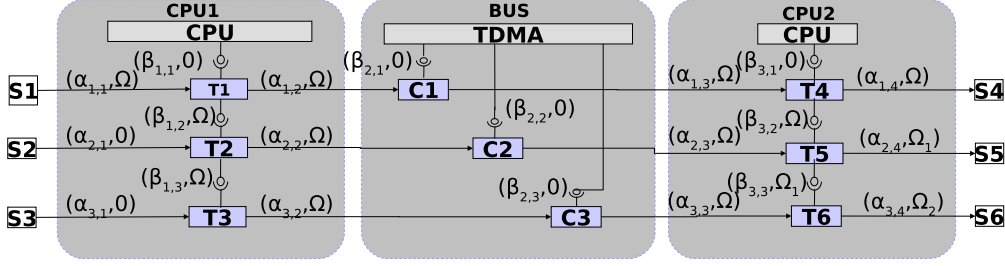 CPU1 BUS CPU2
CPU TDMA CPU
(β1,1,0) (β2,1,0) (β3,1,0)
S1 (α1,1,Ω) T1 (α1,2,Ω) C1 (α1,3,Ω) T4 (α1,4,Ω) S4
(β1,2,Ω) (β2,2,0) (β3,2,Ω)
S2 (α2,1,0) T2 (α2,2,Ω) C2 (α2,3,Ω) T5 (α2,4,Ω1) S5
(β1,3,Ω) (β2,3,0) (β3,3,Ω1)
S3 (α3,1,0) T3 (α3,2,Ω) C3 (α3,3,Ω) T6 (α3,4,Ω2) S6